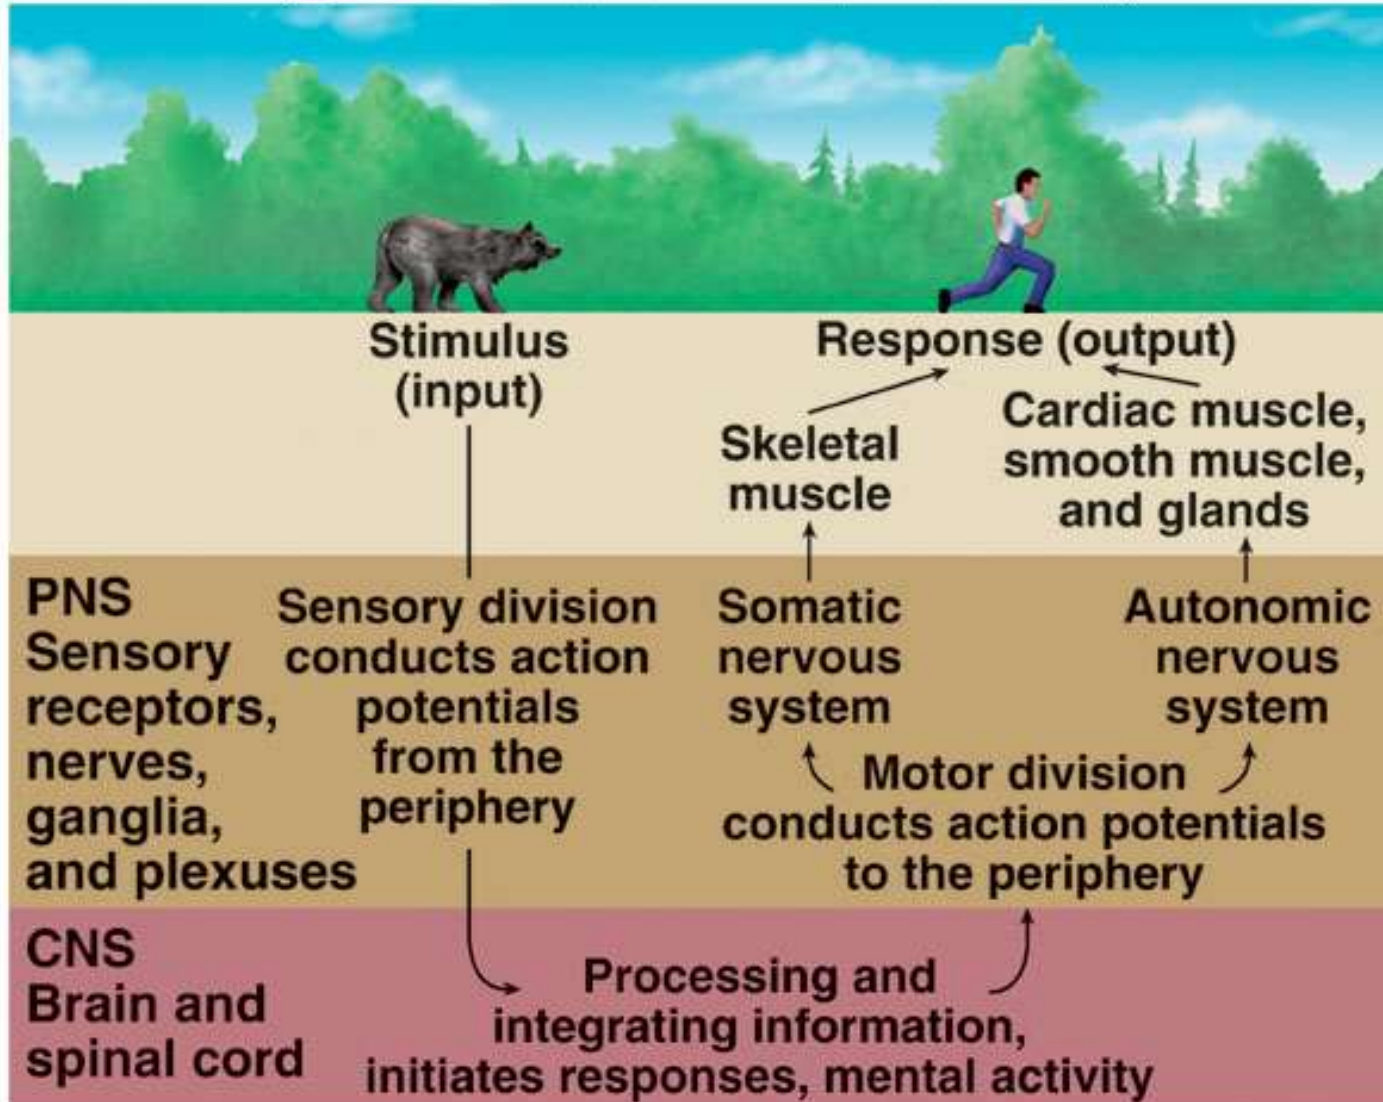 Stimulus
(input)
Response (output)
Skeletal
muscle
Cardiac muscle,
smooth muscle,
and glands
PNS
Sensory
receptors,
nerves,
ganglia,
and plexuses
Sensory division
conducts action
potentials
from the
periphery
Somatic
nervous
system
Autonomic
nervous
system
Motor division
conducts action potentials
to the periphery
CNS
Brain and
spinal cord
Processing and
integrating information,
initiates responses, mental activity